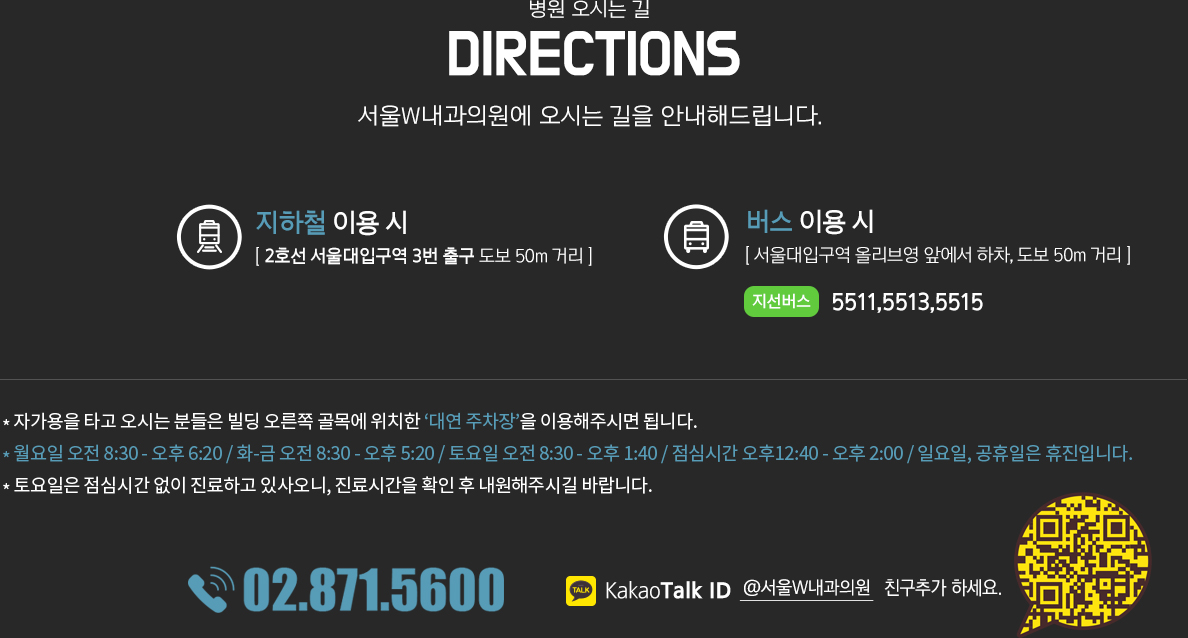 병원 오시는 길
DIRECTIONS
서울W내과의원에 오시는 길을 안내해드립니다.
지하철 이용 시
[ 2호선 서울대입구역 3번 출구 도보 50m 거리 ]
버스 이용 시
[ 서울대입구역 올리브영 앞에서 하차, 도보 50m 거리 ]
지선버스 5511,5513,5515
* 자가용을 타고 오시는 분들은 빌딩 오른쪽 골목에 위치한 ‘대연 주차장’을 이용해주시면 됩니다.
* 월요일 오전 8:30 - 오후 6:20 / 화-금 오전 8:30 - 오후 5:20 / 토요일 오전 8:30 - 오후 1:40 / 점심시간 오후12:40 - 오후 2:00 / 일요일, 공휴일은 휴진입니다.
* 토요일은 점심시간 없이 진료하고 있사오니, 진료시간을 확인 후 내원해주시길 바랍니다.
02.871.5600
TALK KakaoTalk ID @서울W내과의원 친구추가 하세요.